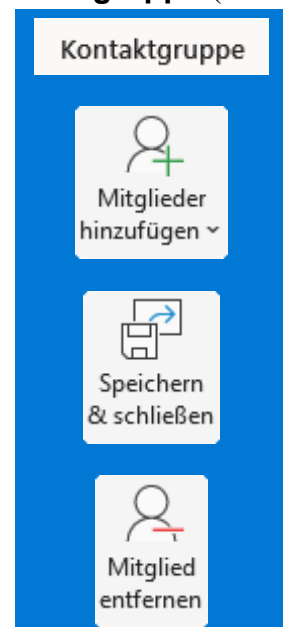 Kontaktgruppe
Mitglieder
hinzufügen
Speichern
& schließen
Mitglied
entfernen